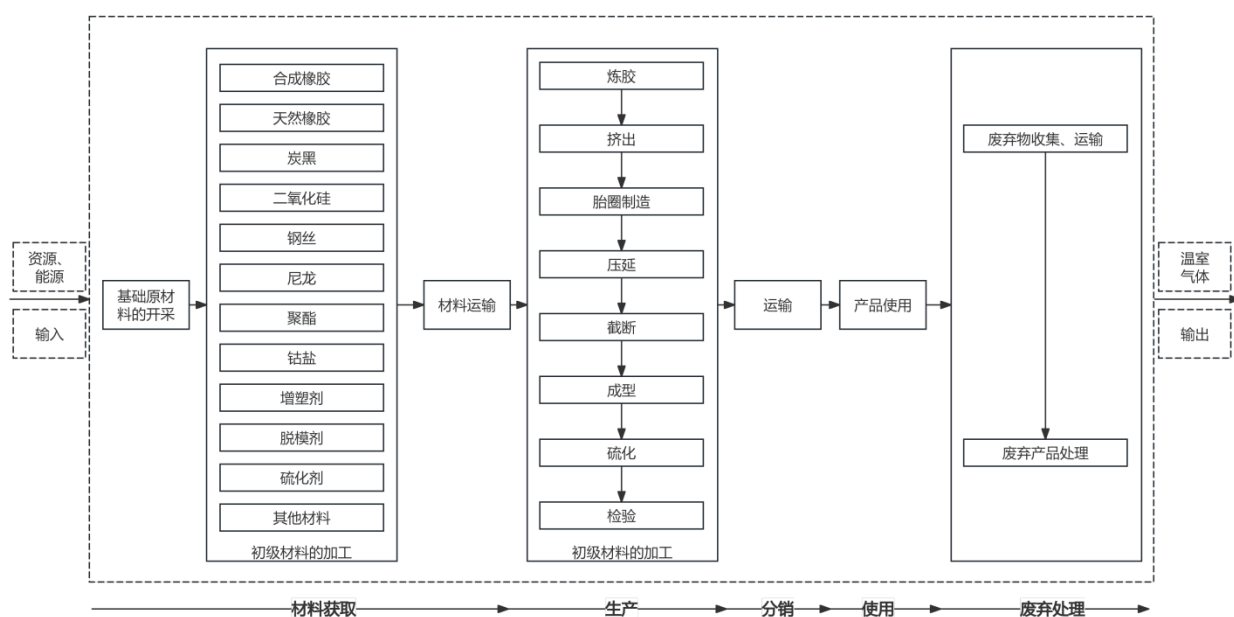 资源、
能源
输入
基础原材
料的开采
合成橡胶
天然橡胶
炭黑
二氧化硅
钢丝
尼龙
聚酯
钴盐
增塑剂
脱模剂
硫化剂
其他材料
初级材料的加工
材料运输
炼胶
挤出
胎圈制造
压延
截断
成型
硫化
检验
初级材料的加工
运输
产品使用
废弃物收集、运输
废弃产品处理
温室
气体
输出
材料获取
生产
分销
使用
废弃处理